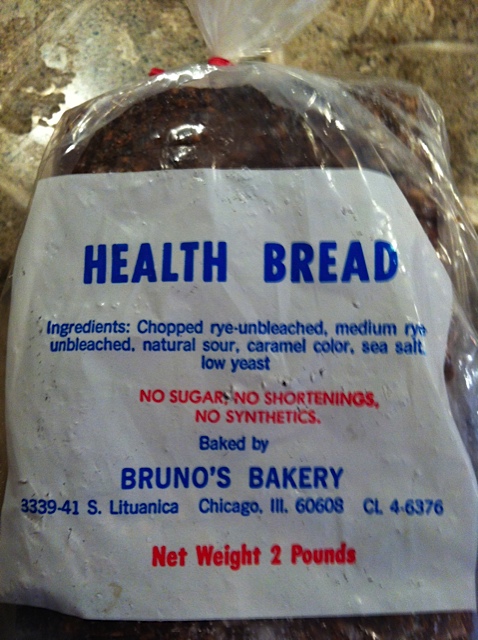 HEALTH BREAD
Ingredients: Chopped rye-unbleached, medium rye
unbleached, natural sour, caramel color, sea salt,
low yeast
NO SUGAR, NO SHORTENINGS,
NO SYNTHETICS.
Baked by
BRUNO'S BAKERY
3339-41 S. Lituanica Chicago, Ill. 60608 CL 4-6376
Net Weight 2 Pounds